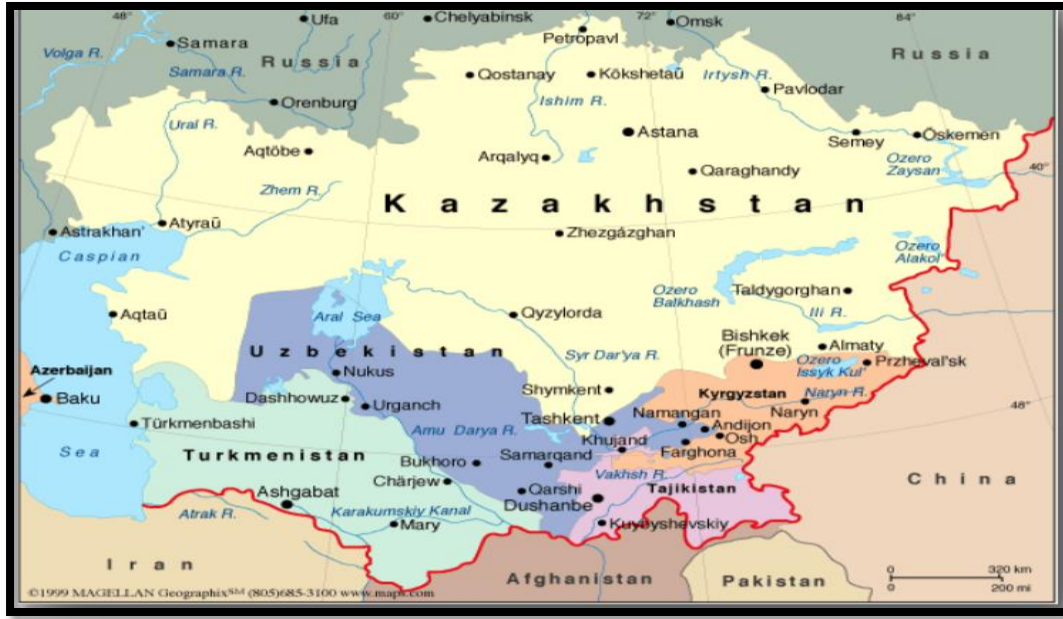 48°
60°
72°
84°
Ufa
Chelyabinsk
Omsk
Samara
Petropavl
Volga R.
Russia
Russia
Samara R.
Qostanay
Kökshetaŭ
Irtysh R.
Pavlodar
Orenburg
Ishim R.
Ural R.
Astana
Semey
Öskemen
Aqtöbe
Arqalyq
Ozero
Zaysan
40°
Qaraghandy
Zhem R.
Kazakhstan
Atyraŭ
Astrakhan'
Zhezgázghan
Caspian
Ozero
Alakol'
Ozero
Balkhash
Taldygorghan
Aqtaŭ
Aral Sea
Qyzylorda
Ili R.
Bishkek
(Frunze)
Almaty
Uzbekistan
Syr Dar'ya R.
Ozero
Issyk Kul'
Przheval'sk
Azerbaijan
Nukus
Baku
Dashhowuz
Urganch
Shymkent
Kyrgyzstan
Naryn R.
48°
Türkmenbashi
Amu Darya R.
Tashkent
Namangan
Naryn
Andijon
Khujand
Osh
Sea
Turkmenistan
Bukhoro
Samarqand
Farghona
Vakhsh R.
China
Chärjew
Qarshi
Tajikistan
Ashgabat
Dushanbe
Atrak R.
Karakumskiy Kanal
Mary
Kuybyshevskiy
Iran
Afghanistan
Pakistan
0 320 km
0 200 mi
©1999 MAGELLAN Geographix℠ (805)685-3100 www.maps.com